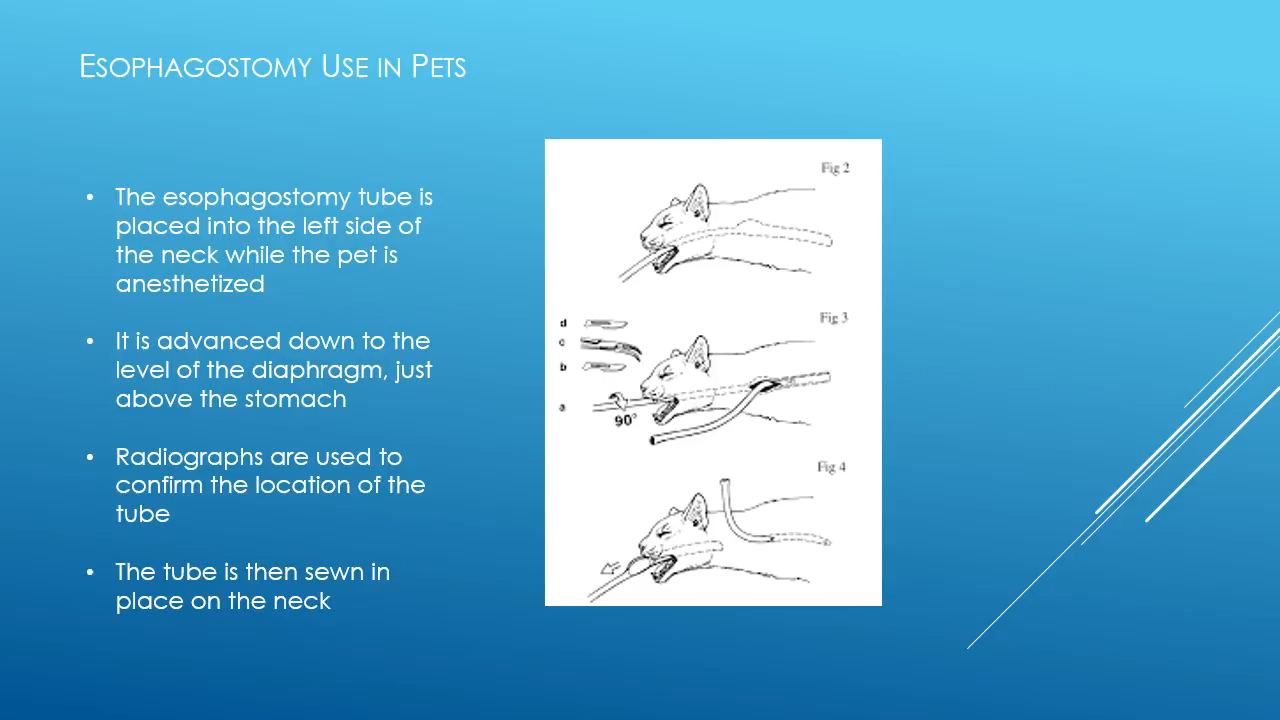 Esophagostomy Use in Pets
• The esophagostomy tube is
placed into the left side of
the neck while the pet is
anesthetized
• It is advanced down to the
level of the diaphragm, just
above the stomach
• Radiographs are used to
confirm the location of the
tube
• The tube is then sewn in
place on the neck
Fig 2
Fig 3
d
c
b
a
90°
Fig 4